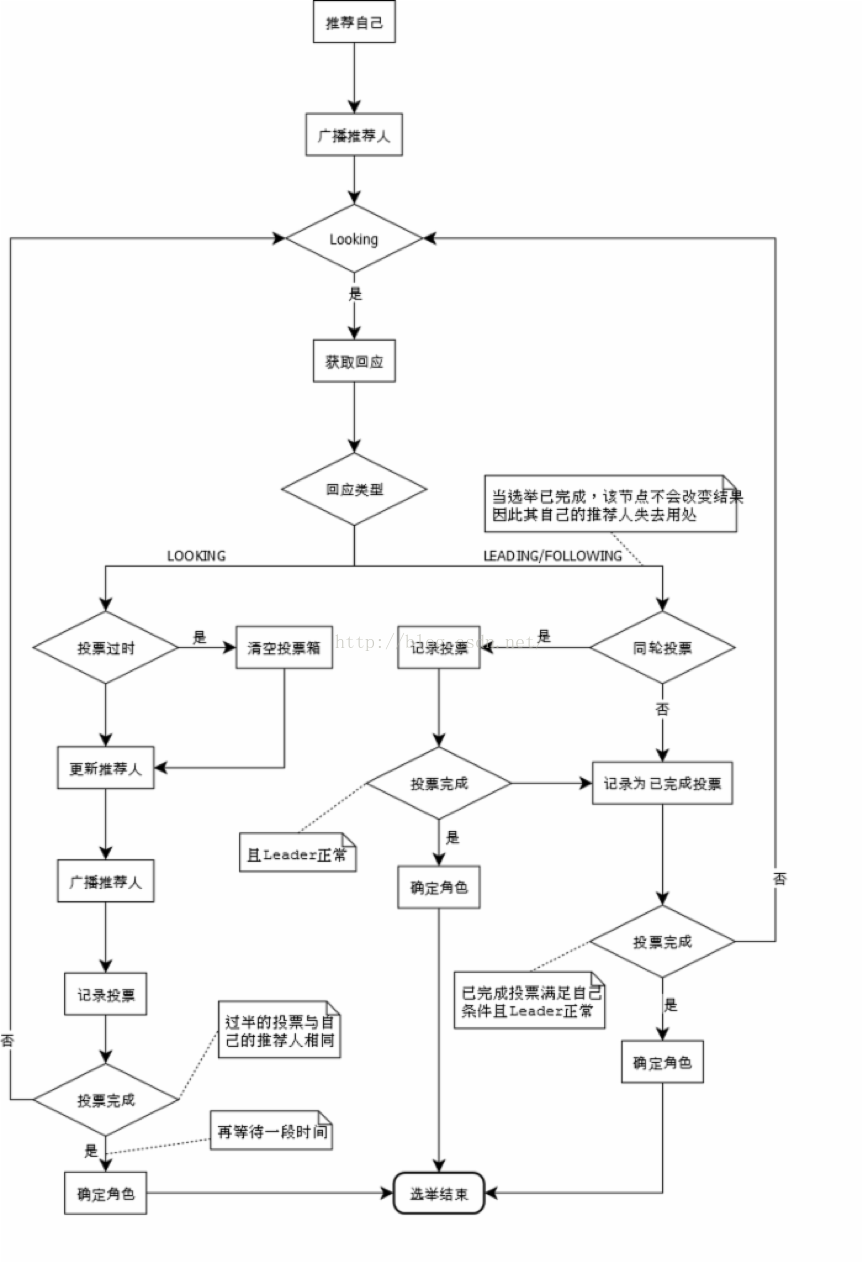 推荐自己
广播推荐人
Looking
是
获取回应
回应类型
当选举已完成，该节点不会改变结果
因此其自己的推荐人失去用处
LOOKING
LEADING/FOLLOWING
投票过时
是
清空投票箱
http://blog.csdn.net/
记录投票
是
同轮投票
否
更新推荐人
投票完成
记录为已完成投票
是
且Leader正常
广播推荐人
确定角色
否
投票完成
已完成投票满足自己
条件且Leader正常
是
记录投票
过半的投票与自
己的推荐人相同
否
确定角色
投票完成
再等待一段时间
是
确定角色
选举结束